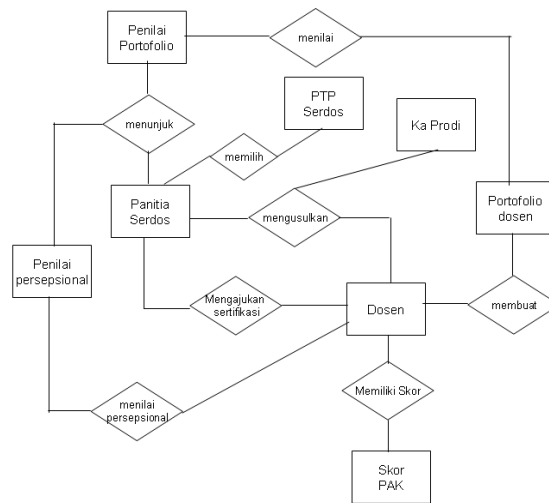 Penilai
Portofolio
menilai
PTP
Serdos
menunjuk
Ka Prodi
memilih
Panitia
Serdos
mengusulkan
Portofolio
dosen
Penilai
persepsional
Mengajukan
sertifikasi
Dosen
membuat
Memiliki Skor
menilai
persepsional
Skor
PAK